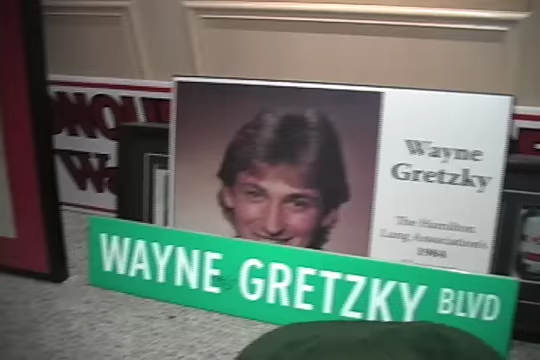 Wayne
Gretzky
The Hamilton
Lung Association's
1984
WAYNE GRETZKY BLVD